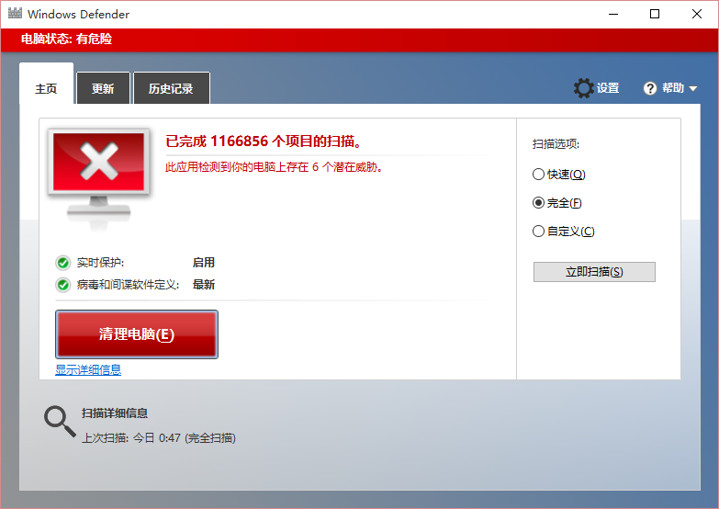 Windows Defender
电脑状态: 有危险
主页
更新
历史记录
设置
帮助
已完成 1166856 个项目的扫描。
此应用检测到你的电脑上存在 6 个潜在威胁。
扫描选项:
快速(Q)
完全(F)
自定义(C)
立即扫描(S)
实时保护: 启用
病毒和间谍软件定义: 最新
清理电脑(E)
显示详细信息
扫描详细信息
上次扫描: 今日 0:47 (完全扫描)